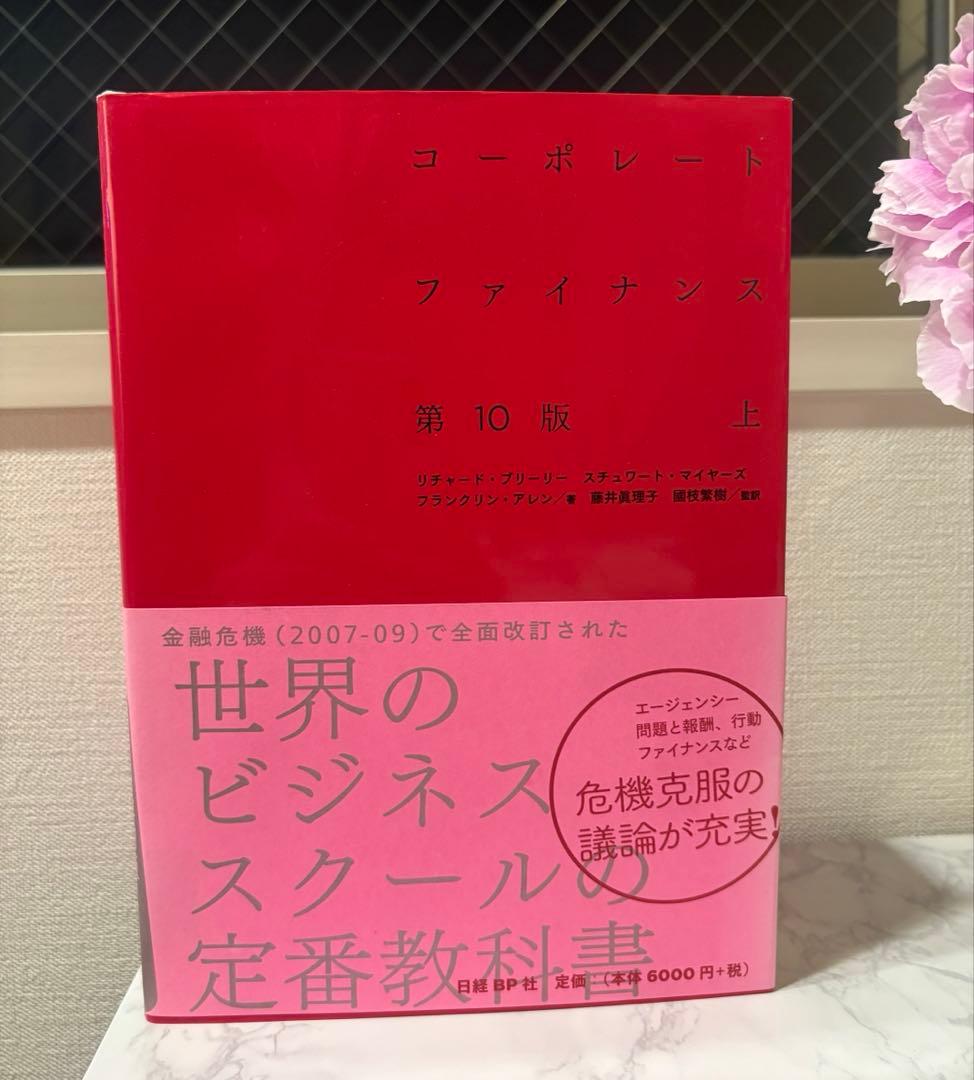 コーポレート
ファイナンス
第10版 上
リチャード・ブリーリー スチュワート・マイヤーズ
フランクリン・アレン／著 藤井眞理子 國枝繁樹／監訳
金融危機（2007-09）で全面改訂された
世界の
ビジネス
スクールの
定番教科書
エージェンシー
問題と報酬、行動
ファイナンスなど
危機克服の
議論が充実!
日経BP社 定価：（本体6000円+税）